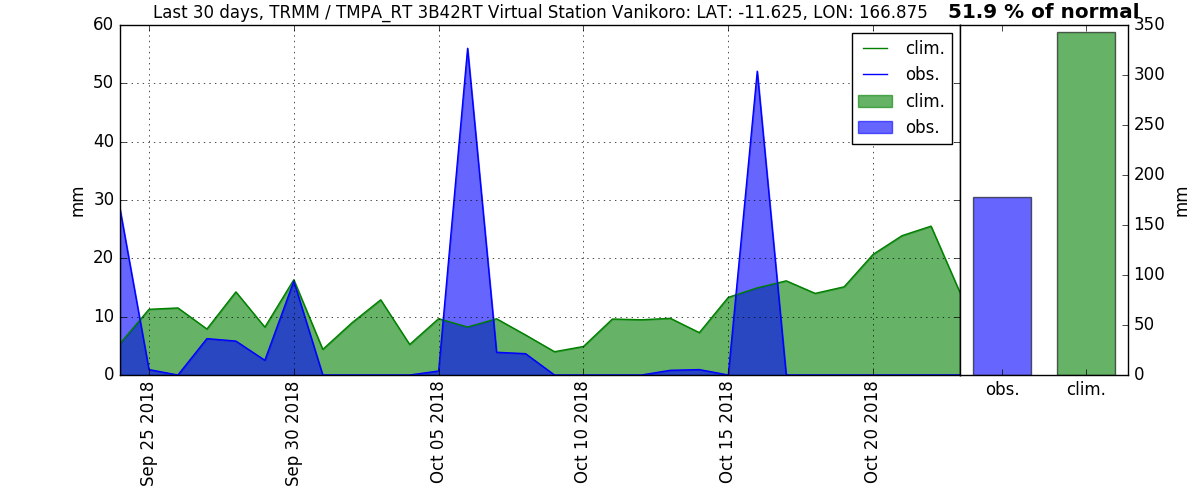 Last 30 days, TRMM / TMPA_RT 3B42RT Virtual Station Vanikoro: LAT: -11.625, LON: 166.875
51.9 % of normal
60
50
40
30
20
10
0
mm
clim.
obs.
clim.
obs.
Sep 25 2018
Sep 30 2018
Oct 05 2018
Oct 10 2018
Oct 15 2018
Oct 20 2018
350
300
250
200
150
100
50
0
mm
obs.
clim.